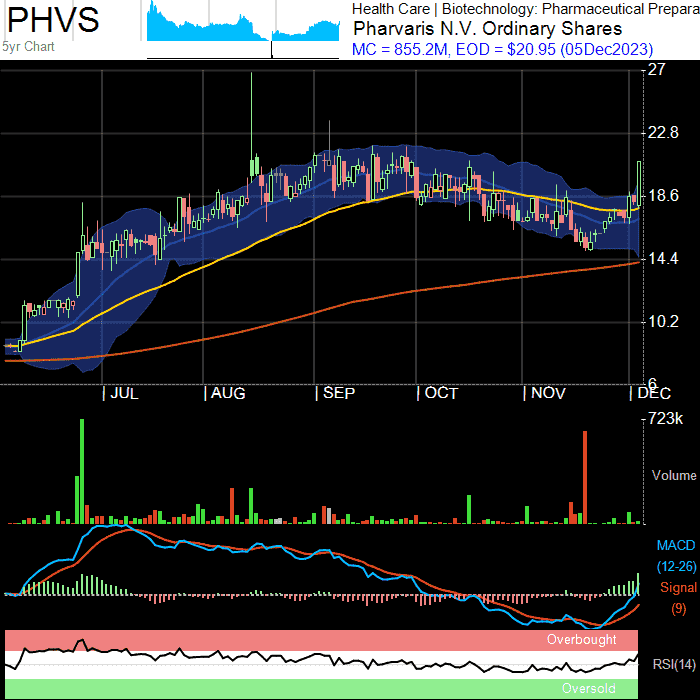 PHVS
5yr Chart
Health Care | Biotechnology: Pharmaceutical Prepara
Pharvaris N.V. Ordinary Shares
MC = 855.2M, EOD = $20.95 (05Dec2023)
27
22.8
18.6
14.4
10.2
6
JUL AUG SEP OCT NOV DEC
723k
Volume
MACD
(12-26)
Signal
(9)
Overbought
RSI(14)
Oversold